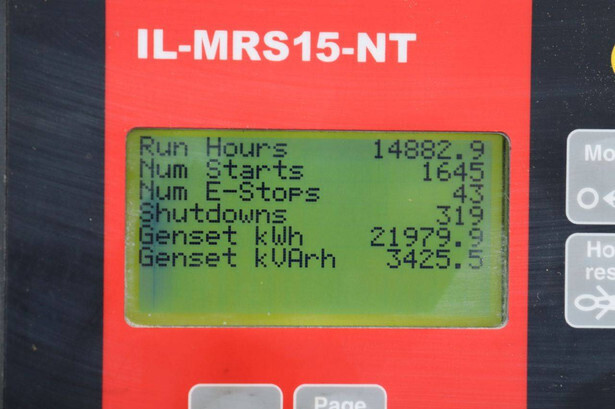 IL-MRS15-NT
Run Hours 14882.9
Num Starts 1645
Num E-Stops 43
Shutdowns 319
Genset kWh 21979.9
Genset kVArh 3425.5
Page